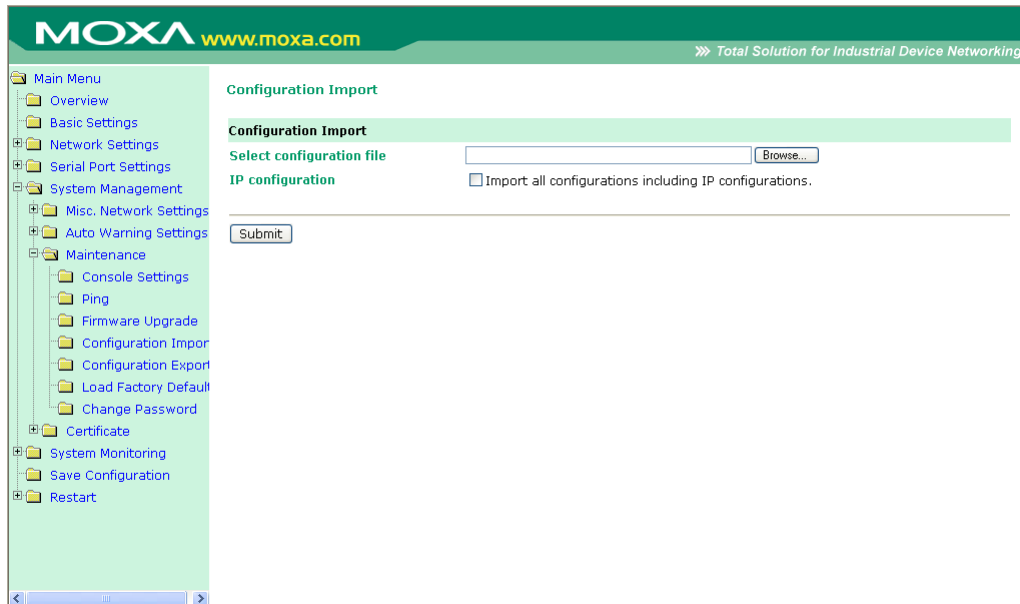 MOXA www.moxa.com
Total Solution for Industrial Device Networking
Main Menu
Overview
Basic Settings
Network Settings
Serial Port Settings
System Management
Misc. Network Settings
Auto Warning Settings
Maintenance
Console Settings
Ping
Firmware Upgrade
Configuration Impor
Configuration Export
Load Factory Default
Change Password
Certificate
System Monitoring
Save Configuration
Restart
Configuration Import
Configuration Import
Select configuration file Browse...
IP configuration Import all configurations including IP configurations.
Submit